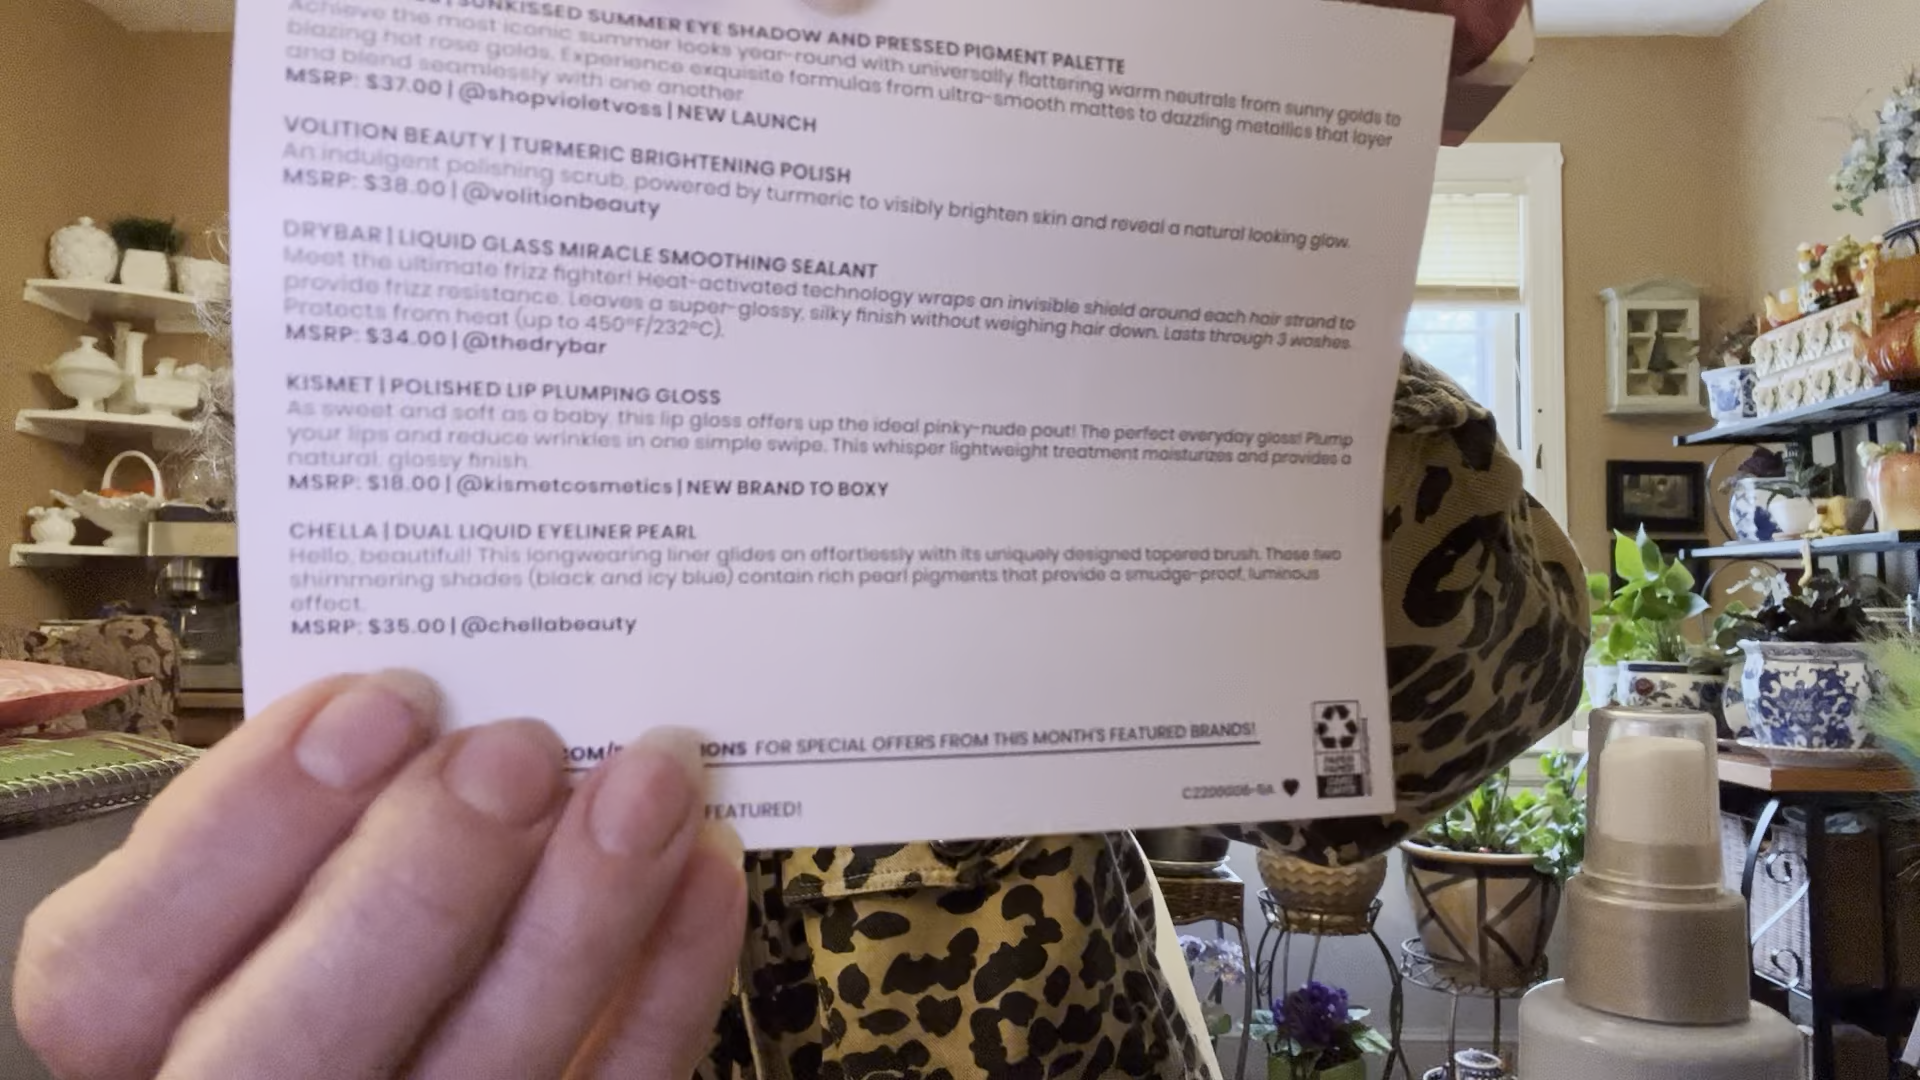 SUNKISSED SUMMER EYE SHADOW AND PRESSED PIGMENT PALETTE
Achieve the most iconic summer looks year-round with universally flattering warm neutrals from sunny golds to
blazing hot rose golds. Experience exquisite formulas from ultra-smooth mattes to dazzling metallics that layer
and blend seamlessly with one another.
MSRP: $37.00 | @shopvioletvoss | NEW LAUNCH
VOLITION BEAUTY | TURMERIC BRIGHTENING POLISH
An indulgent polishing scrub, powered by turmeric to visibly brighten skin and reveal a natural looking glow.
MSRP: $38.00 | @volitionbeauty
DRYBAR | LIQUID GLASS MIRACLE SMOOTHING SEALANT
Meet the ultimate frizz fighter! Heat-activated technology wraps an invisible shield around each hair strand to
provide frizz resistance. Leaves a super-glossy, silky finish without weighing hair down. Lasts through 3 washes.
Protects from heat (up to 450°F/232°C).
MSRP: $34.00 | @thedrybar
KISMET | POLISHED LIP PLUMPING GLOSS
As sweet and soft as a baby, this lip gloss offers up the ideal pinky-nude pout! The perfect everyday gloss! Plump
your lips and reduce wrinkles in one simple swipe. This whisper lightweight treatment moisturizes and provides a
natural, glossy finish.
MSRP: $18.00 | @kismetcosmetics | NEW BRAND TO BOXY
CHELLA | DUAL LIQUID EYELINER PEARL
Hello, beautiful! This longwearing liner glides on effortlessly with its uniquely designed tapered brush. These two
shimmering shades (black and icy blue) contain rich pearl pigments that provide a smudge-proof, luminous
effect.
MSRP: $35.00 | @chellabeauty
FOR SPECIAL OFFERS FROM THIS MONTH'S FEATURED BRANDS!
FEATURED!